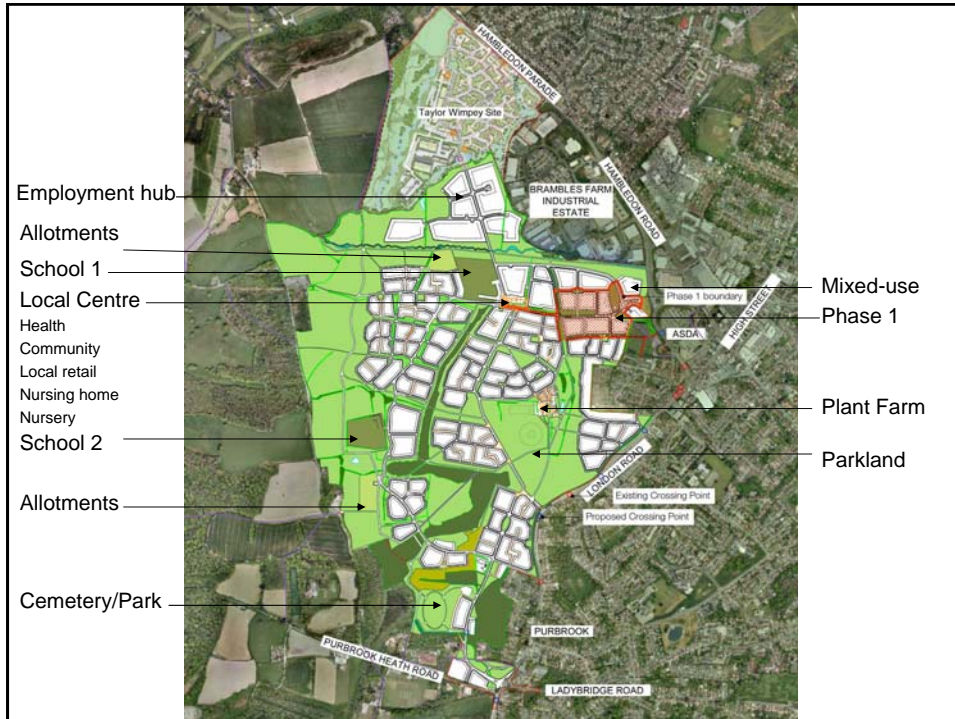 HAMBLEDON PARADE
Taylor Wimpey Site
HAMBLEDON ROAD
Employment hub
BRAMBLES FARM
INDUSTRIAL
ESTATE
Allotments
School 1
Local Centre
Health
Community
Local retail
Nursing home
Nursery
School 2
Allotments
Cemetery/Park
Mixed-use
Phase 1 boundary
Phase 1
HIGH STREET
ASDA
Plant Farm
Parkland
LONDON ROAD
Existing Crossing Point
Proposed Crossing Point
PURBROOK
PURBROOK HEATH ROAD
LADYBRIDGE ROAD